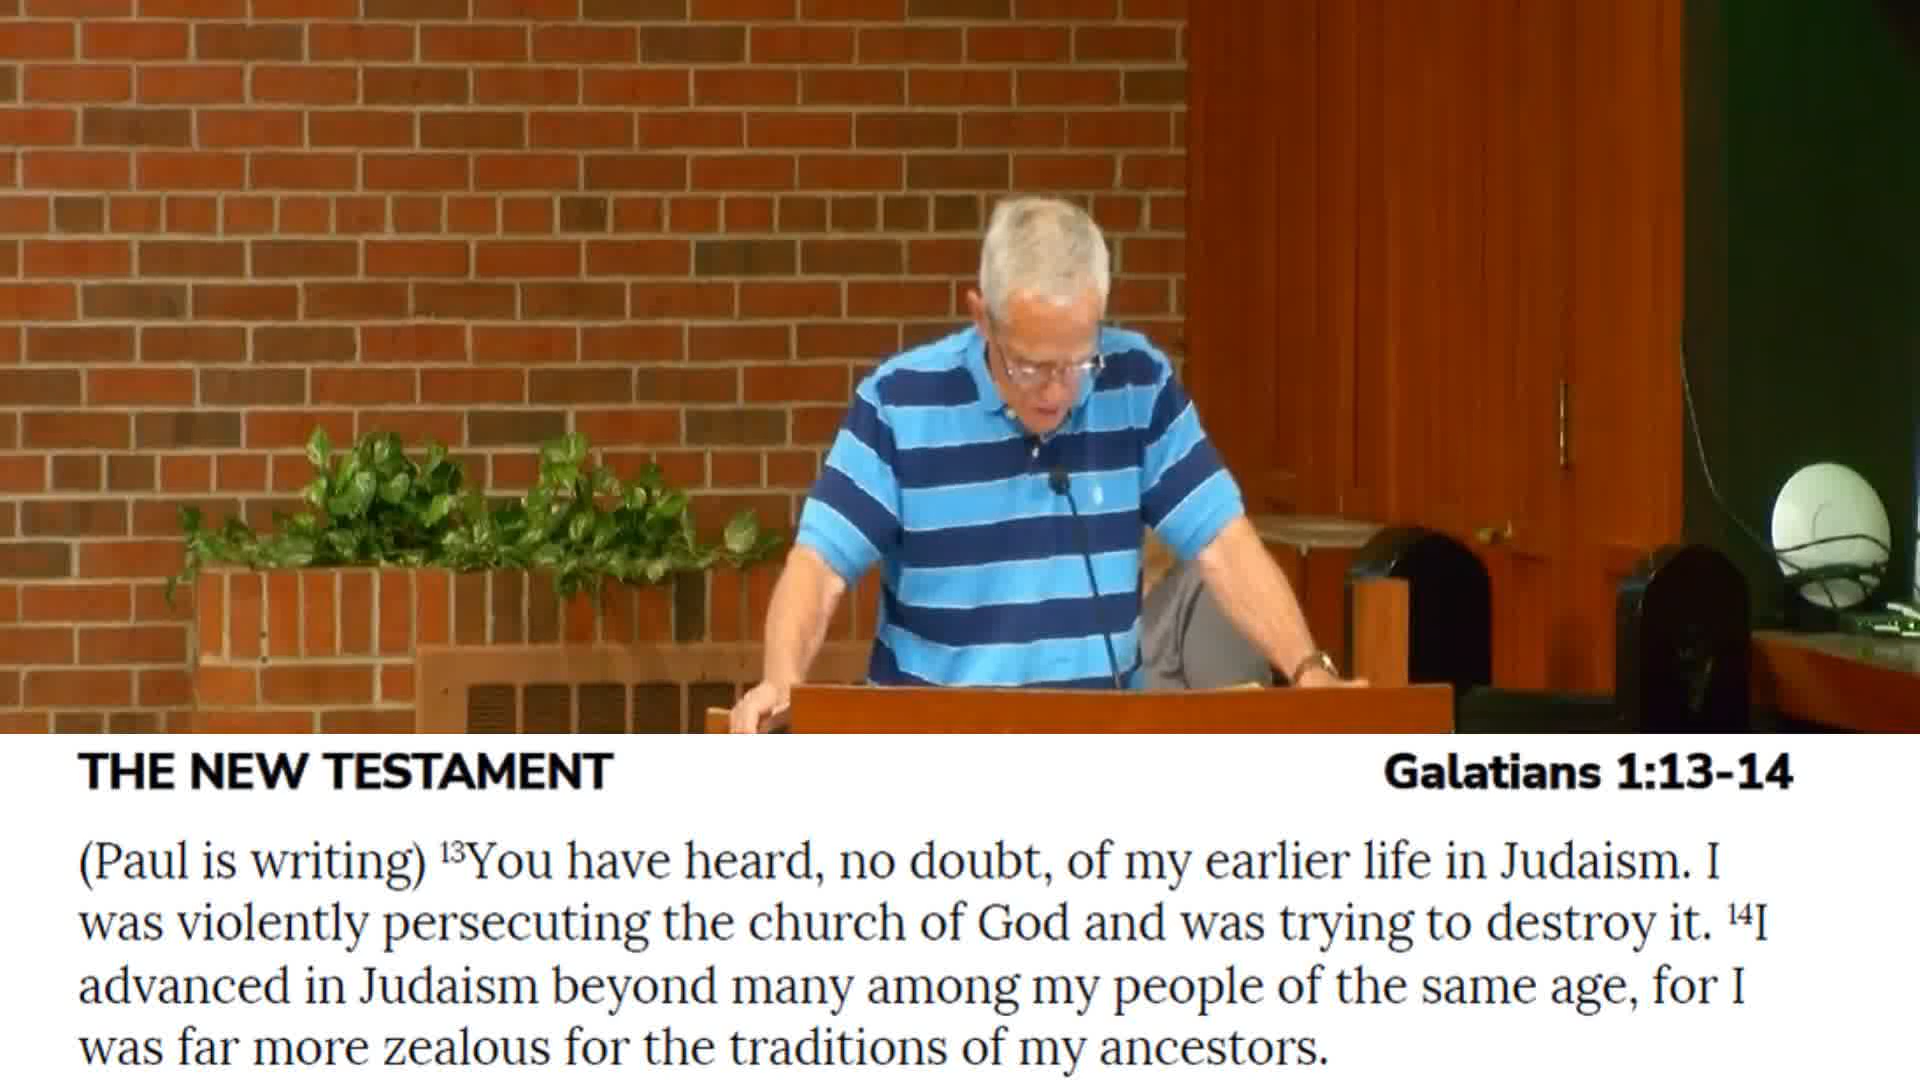 THE NEW TESTAMENT Galatians 1:13-14
(Paul is writing) ¹³You have heard, no doubt, of my earlier life in Judaism. I
was violently persecuting the church of God and was trying to destroy it. ¹⁴I
advanced in Judaism beyond many among my people of the same age, for I
was far more zealous for the traditions of my ancestors.